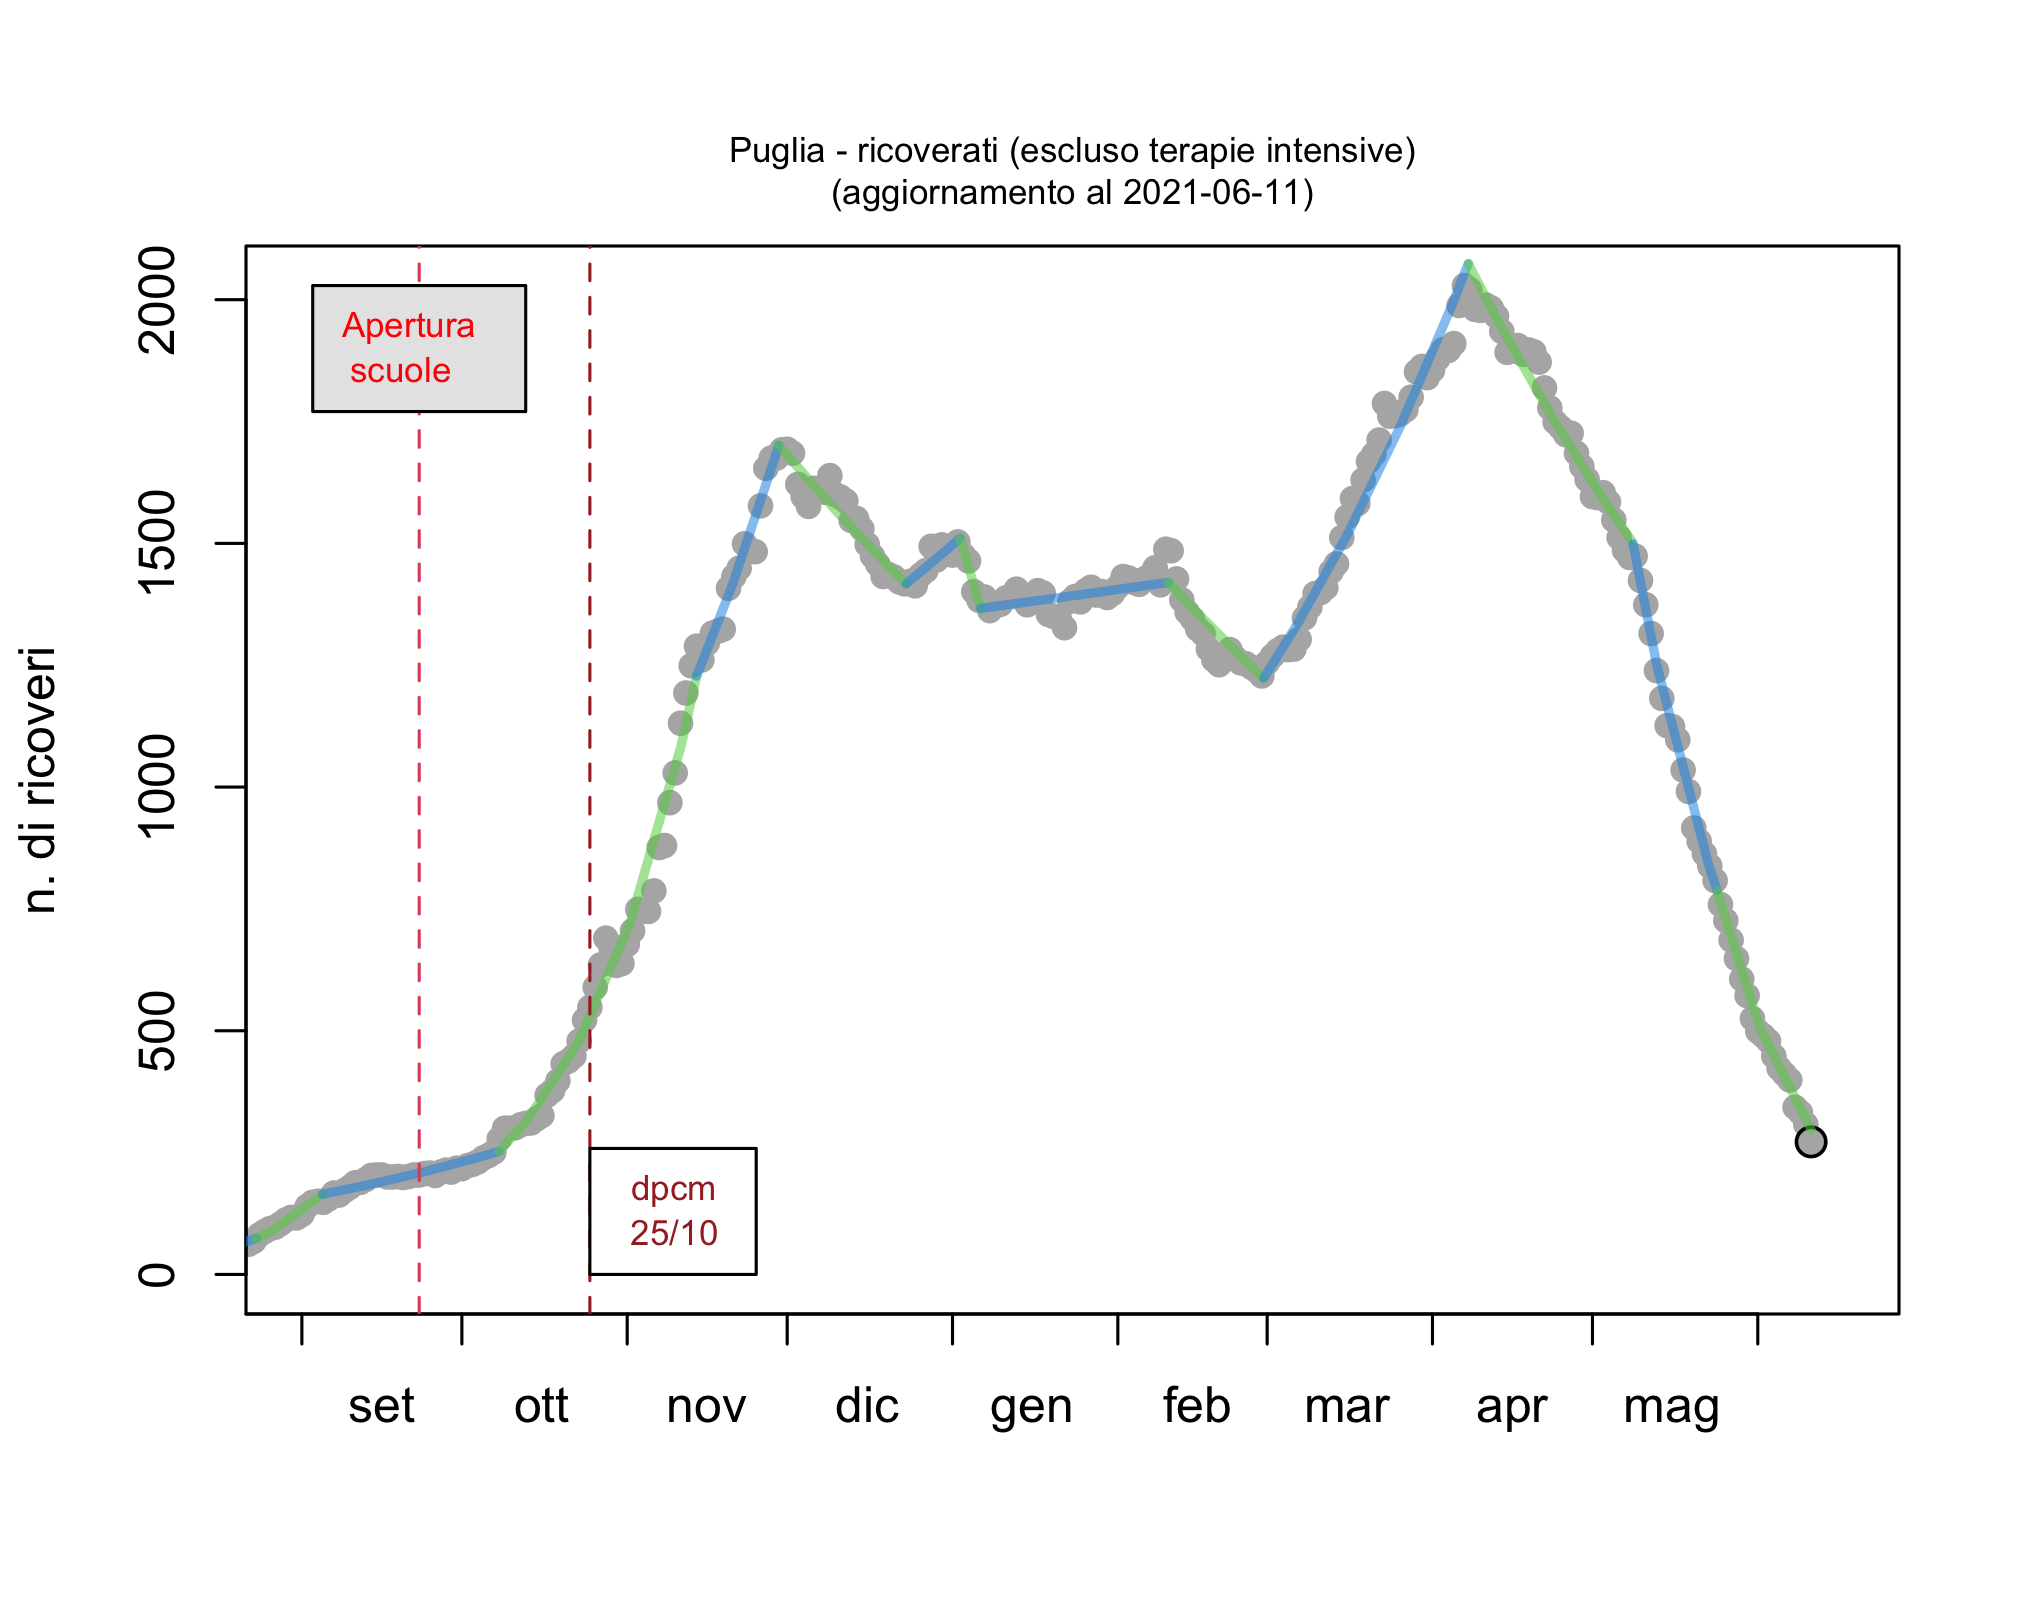 Puglia - ricoverati (escluso terapie intensive)
(aggiornamento al 2021-06-11)
n. di ricoveri
2000
1500
1000
500
0
Apertura
scuole
dpcm
25/10
set ott nov dic gen feb mar apr mag